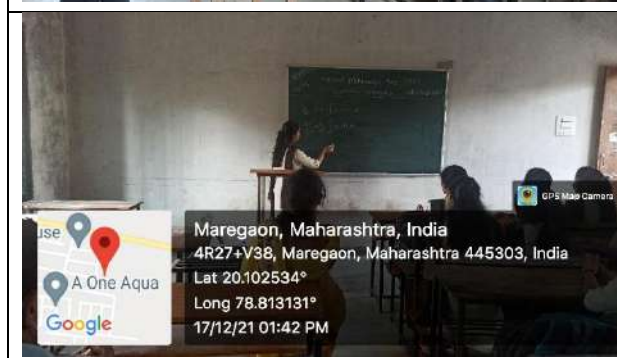 GPS Map Camera
use
A One Aqua
Google
Maregaon, Maharashtra, India
4R27+V38, Maregaon, Maharashtra 445303, India
Lat 20.102534°
Long 78.813131°
17/12/21 01:42 PM